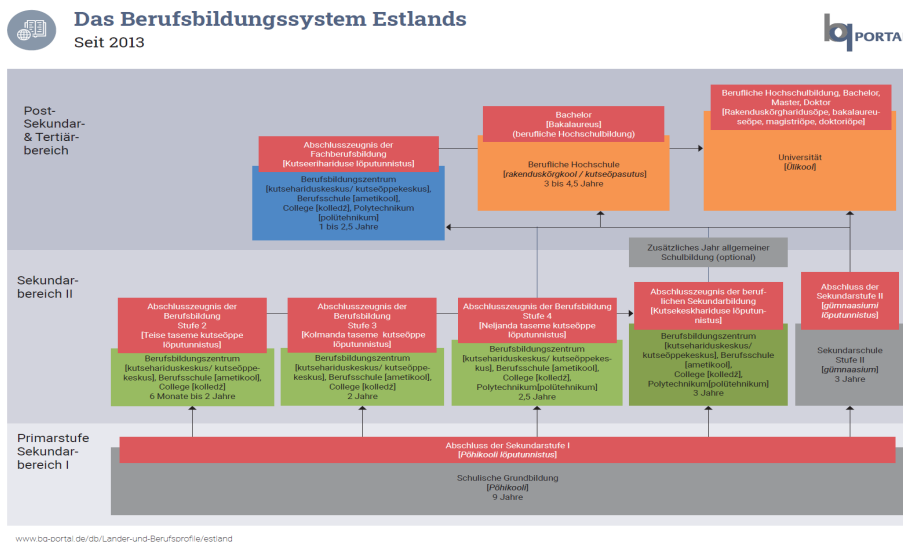 Das Berufsbildungssystem Estlands
Seit 2013
bq PORTAL
Post-
Sekundar-
& Tertiär-
bereich
Abschlusszeugnis der
Fachberufsbildung
[Kutseerihariduse lõputunnistus]
Berufsbildungszentrum
[kutsehariduskeskus/ kutseõppekeskus],
Berufsschule [ametikool],
College [kolledž], Polytechnikum
[polütehnikum]
1 bis 2,5 Jahre
Bachelor
[Bakalaureus]
(berufliche Hochschulbildung)
Berufliche Hochschule
[rakenduskõrgkool / kutseõpasutus]
3 bis 4,5 Jahre
Berufliche Hochschulbildung, Bachelor,
Master, Doktor
[Rakenduskõrgharidusõpe, bakalaureu-
seõpe, magistriõpe, doktoriõpe]
Universität
[Ülikool]
Zusätzliches Jahr allgemeiner
Schulbildung (optional)
Sekundar-
bereich II
Abschlusszeugnis der
Berufsbildung
Stufe 2
[Teise taseme kutseõppe
lõputunnistus]
Berufsbildungszentrum
[kutsehariduskeskus/ kutseõppe-
keskus], Berufsschule [ametikool],
College [kolledž]
6 Monate bis 2 Jahre
Abschlusszeugnis der
Berufsbildung
Stufe 3
[Kolmanda taseme kutseõppe
lõputunnistus]
Berufsbildungszentrum
[kutsehariduskeskus/ kutseõppe-
keskus], Berufsschule [ametikool],
College [kolledž]
2 Jahre
Abschlusszeugnis der Berufsbildung
Stufe 4
[Neljanda taseme kutseõppe
lõputunnistus]
Berufsbildungszentrum
[kutsehariduskeskus/ kutseõppekes-
kus], Berufsschule [ametikool],
College [kolledž],
Polytechnikum[polütehnikum]
2,5 Jahre
Abschlusszeugnis der beruf-
lichen Sekundarbildung
[Kutsekeskhariduse lõputun-
nistus]
Berufsbildungszentrum
[kutsehariduskeskus/
kutseõppekeskus], Berufsschule
[ametikool],
College [kolledž],
Polytechnikum[polütehnikum]
3 Jahre
Abschluss der
Sekundarstufe II
[gümnaasiumi
lõputunnistus]
Sekundarschule
Stufe II
[gümnaasium]
3 Jahre
Primarstufe
Sekundar-
bereich I
Abschluss der Sekundarstufe I
[Põhikooli lõputunnistus]
Schulische Grundbildung
[Põhikooli]
9 Jahre
www.bq-portal.de/db/Lander-und-Berufsprofile/estland